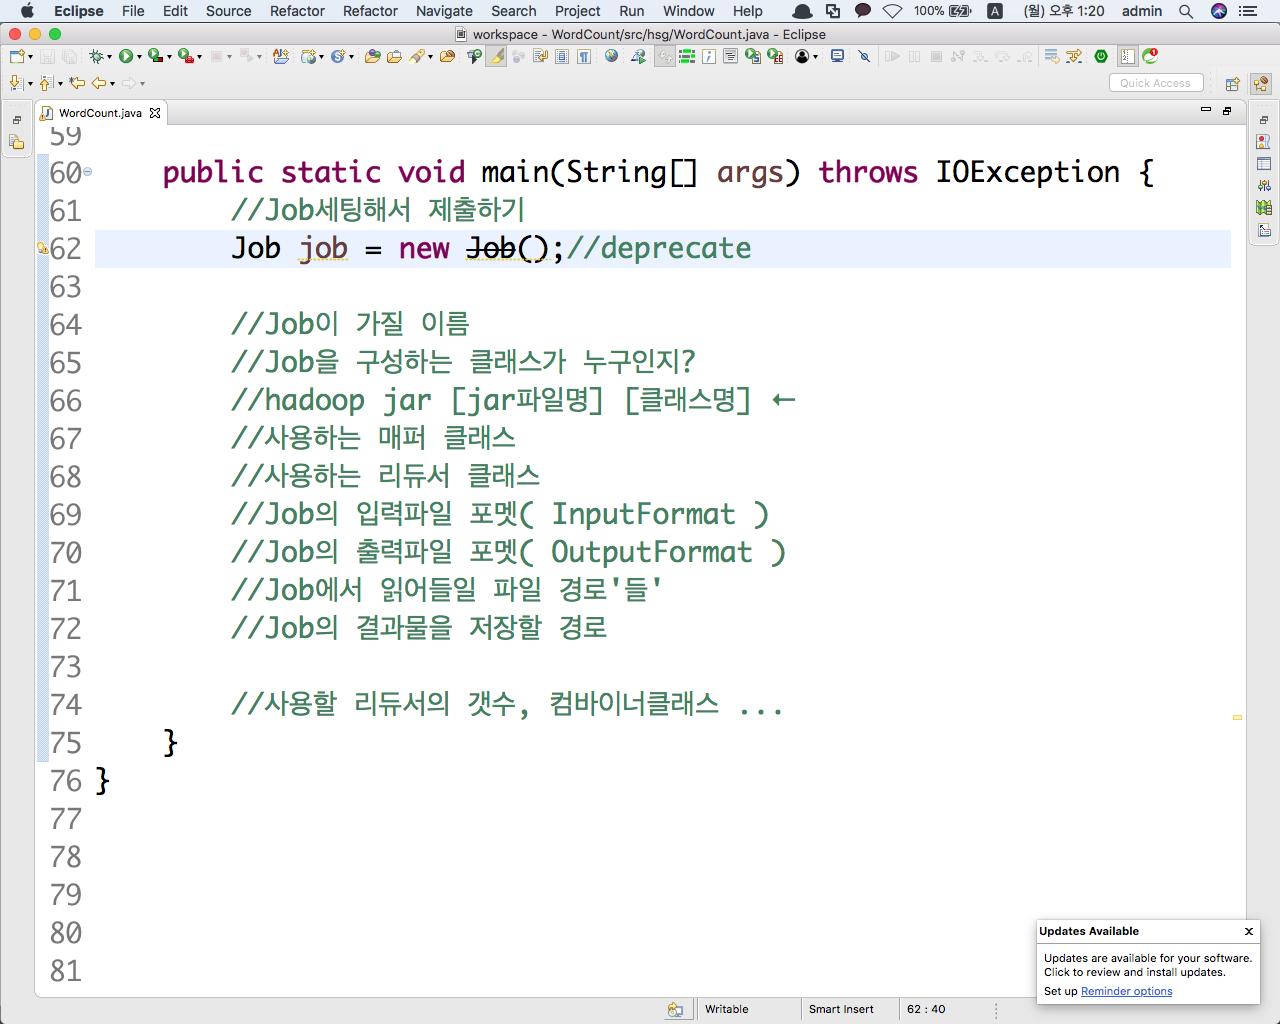 Eclipse File Edit Source Refactor Refactor Navigate Search Project Run Window Help 100% A (월) 오후 1:20 admin
workspace - WordCount/src/hsg/WordCount.java - Eclipse
Quick Access
WordCount.java
59
60 public static void main(String[] args) throws IOException {
61 //Job세팅해서 제출하기
62 Job job = new Job();//deprecate
63
64 //Job이 가질 이름
65 //Job을 구성하는 클래스가 누구인지?
66 //hadoop jar [jar파일명] [클래스명] ←
67 //사용하는 매퍼 클래스
68 //사용하는 리듀서 클래스
69 //Job의 입력파일 포멧( InputFormat )
70 //Job의 출력파일 포멧( OutputFormat )
71 //Job에서 읽어들일 파일 경로'들'
72 //Job의 결과물을 저장할 경로
73
74 //사용할 리듀서의 갯수, 컴바이너클래스 ...
75 }
76 }
77
78
79
80
81
Updates Available
Updates are available for your software.
Click to review and install updates.
Set up Reminder options
Writable Smart Insert 62 : 40